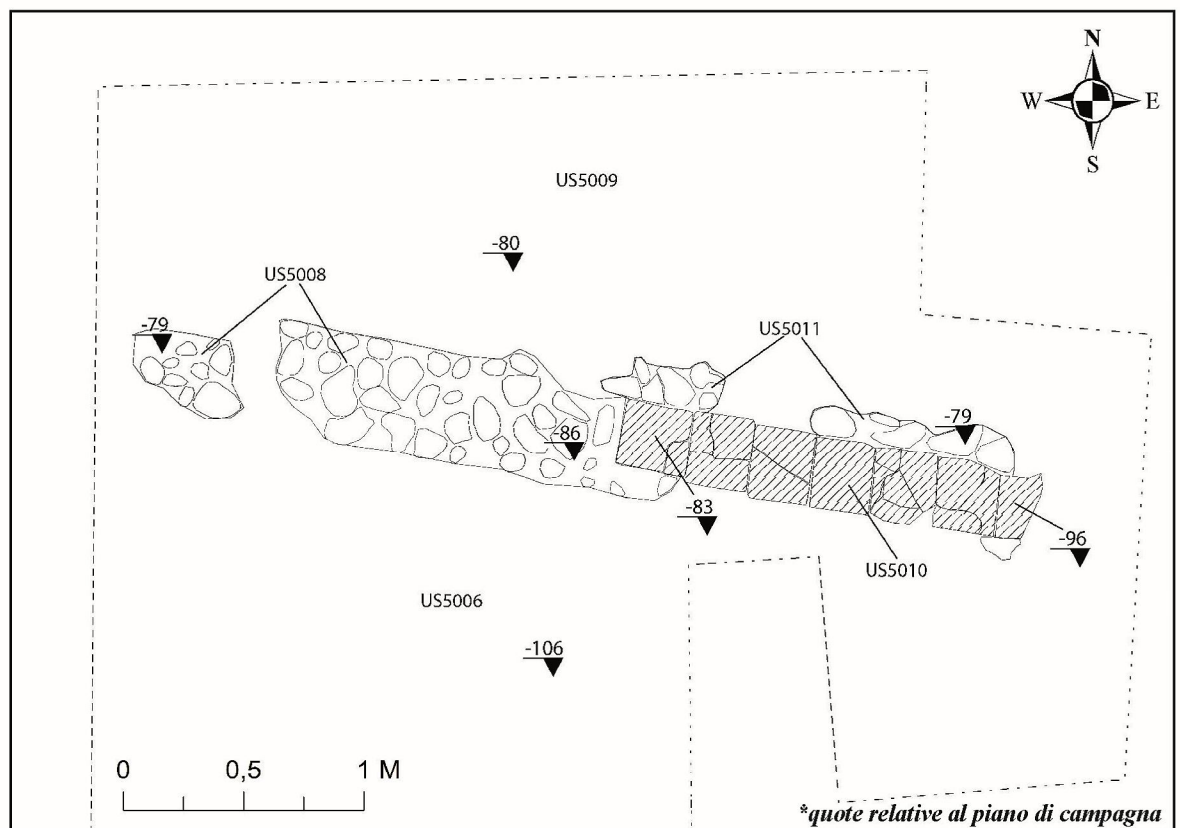 N
W E
S
US5009
-80
US5008
-79
US5011
-79
-86
-83
-96
US5010
US5006
-106
0 0,5 1 M
*quote relative al piano di campagna